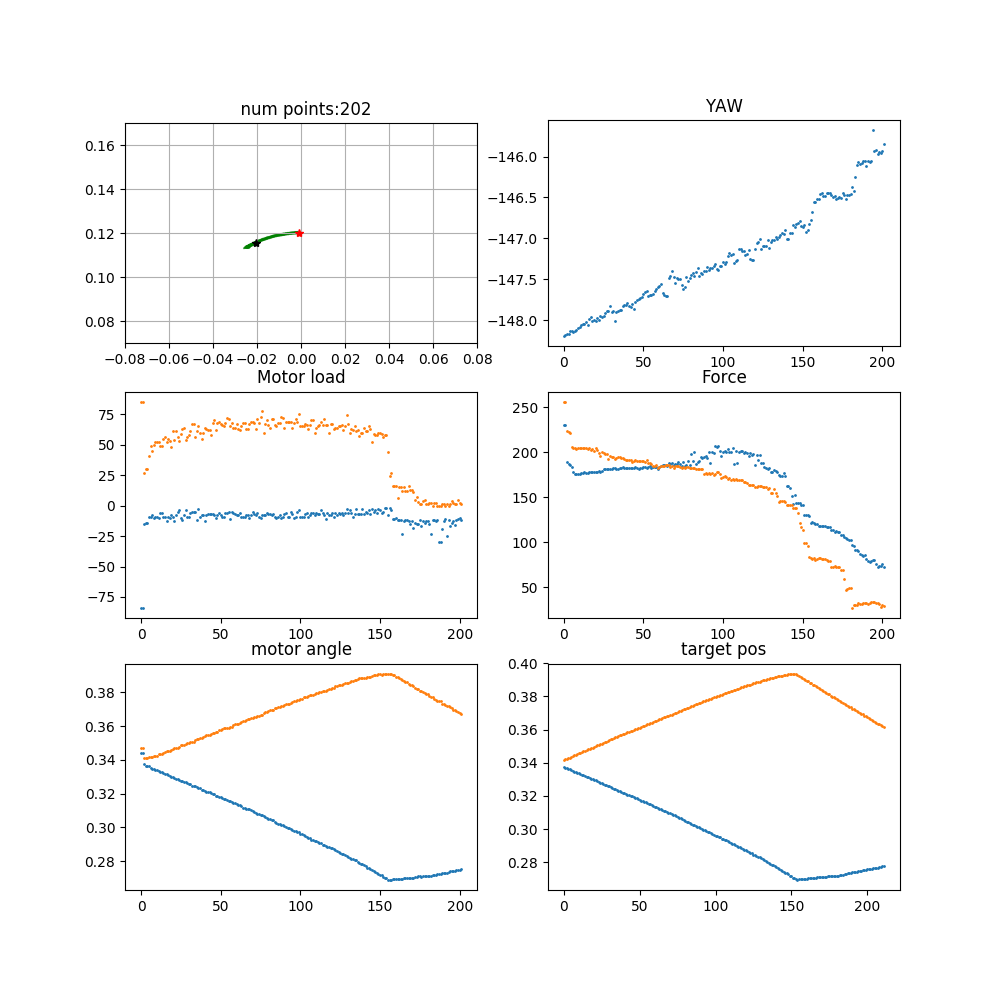 num points:202
YAW
0.16
0.14
0.12
0.10
0.08
−0.08 −0.06 −0.04 −0.02 0.00 0.02 0.04 0.06 0.08
−146.0
−146.5
−147.0
−147.5
−148.0
0 50 100 150 200
Motor load
Force
75
50
25
0
−25
−50
−75
0 50 100 150 200
250
200
150
100
50
0 50 100 150 200
motor angle
target pos
0.38
0.36
0.34
0.32
0.30
0.28
0 50 100 150 200
0.40
0.38
0.36
0.34
0.32
0.30
0.28
0 50 100 150 200